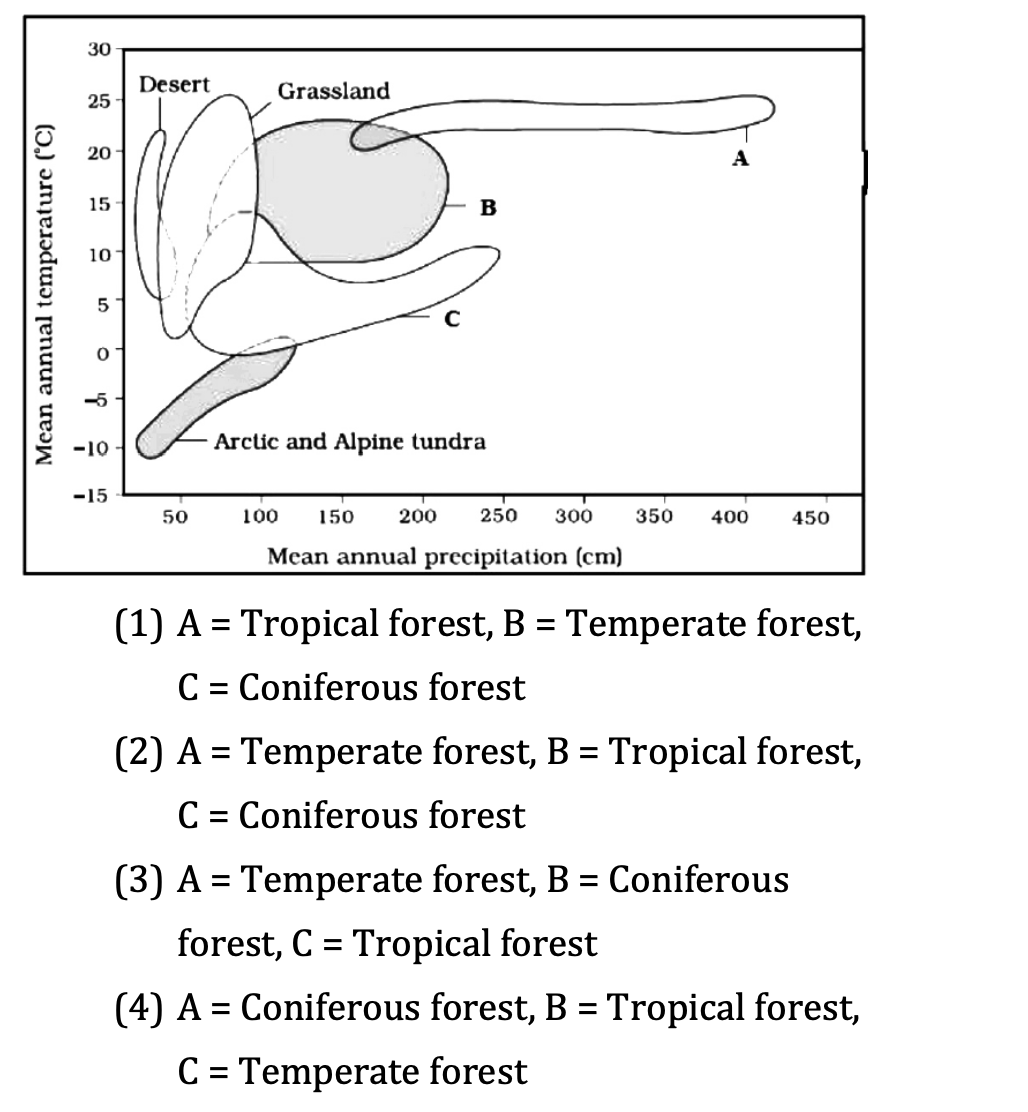 30
Desert
Grassland
25
20
A
15
B
10
5
C
0
−5
Arctic and Alpine tundra
−10
−15
50 100 150 200 250 300 350 400 450
Mean annual temperature (°C)
Mean annual precipitation (cm)
(1) A = Tropical forest, B = Temperate forest,
C = Coniferous forest
(2) A = Temperate forest, B = Tropical forest,
C = Coniferous forest
(3) A = Temperate forest, B = Coniferous
forest, C = Tropical forest
(4) A = Coniferous forest, B = Tropical forest,
C = Temperate forest